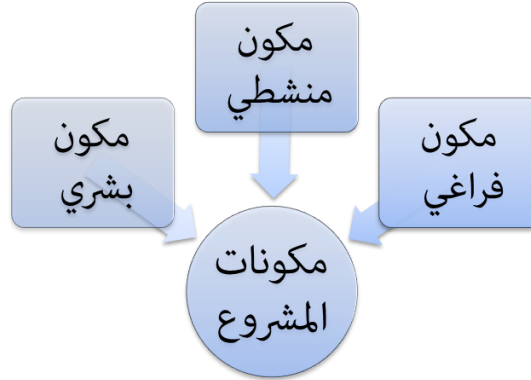 مكون
منشطي
مكون
فراغي
مكون
بشري
مكونات
المشروع